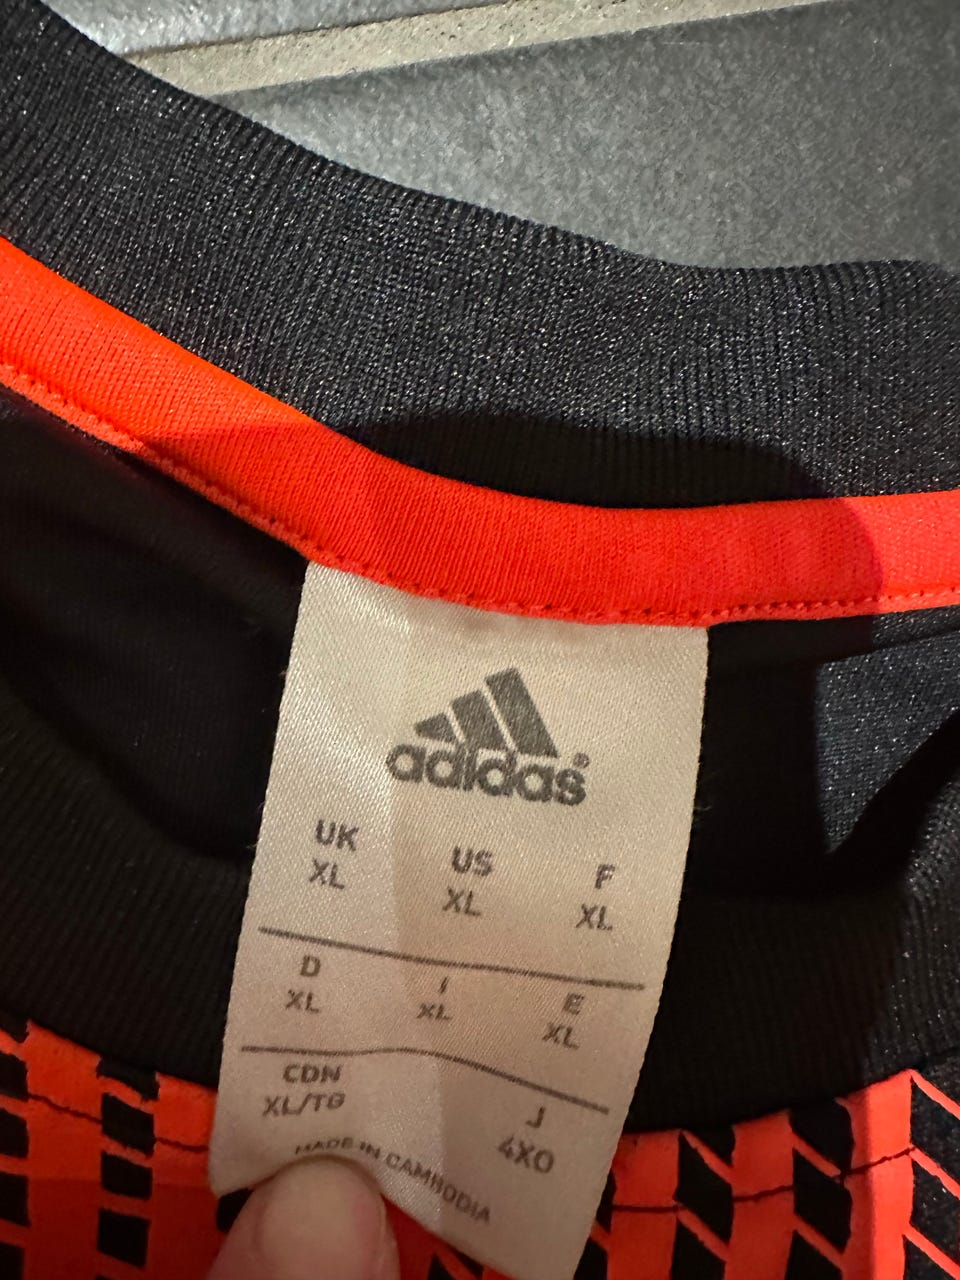 adidas®
UK US F
XL XL XL
D I E
XL XL XL
CDN J
XL/TG 4XO
MADE IN CAMBODIA